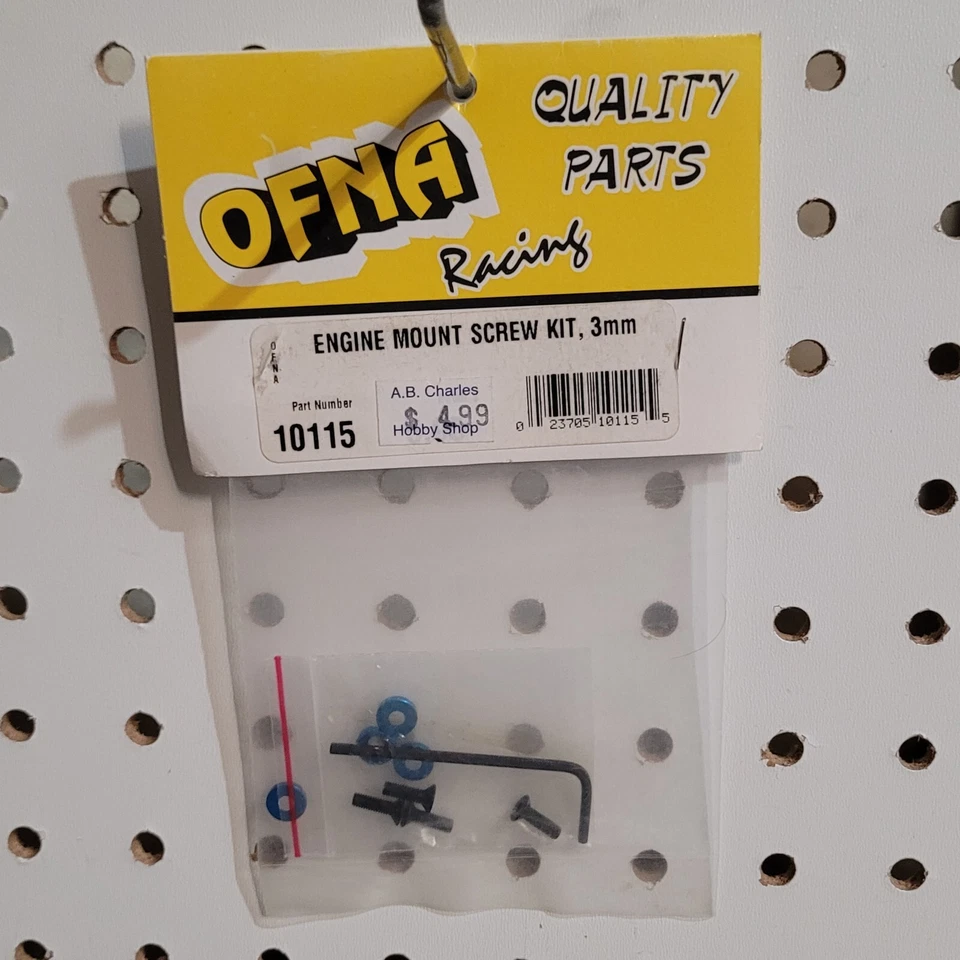 OFNA
QUALITY
PARTS
Racing
ENGINE MOUNT SCREW KIT, 3mm
OFNA
Part Number
10115
A.B. Charles
$ 4.99
Hobby Shop
0 23705 10115 5